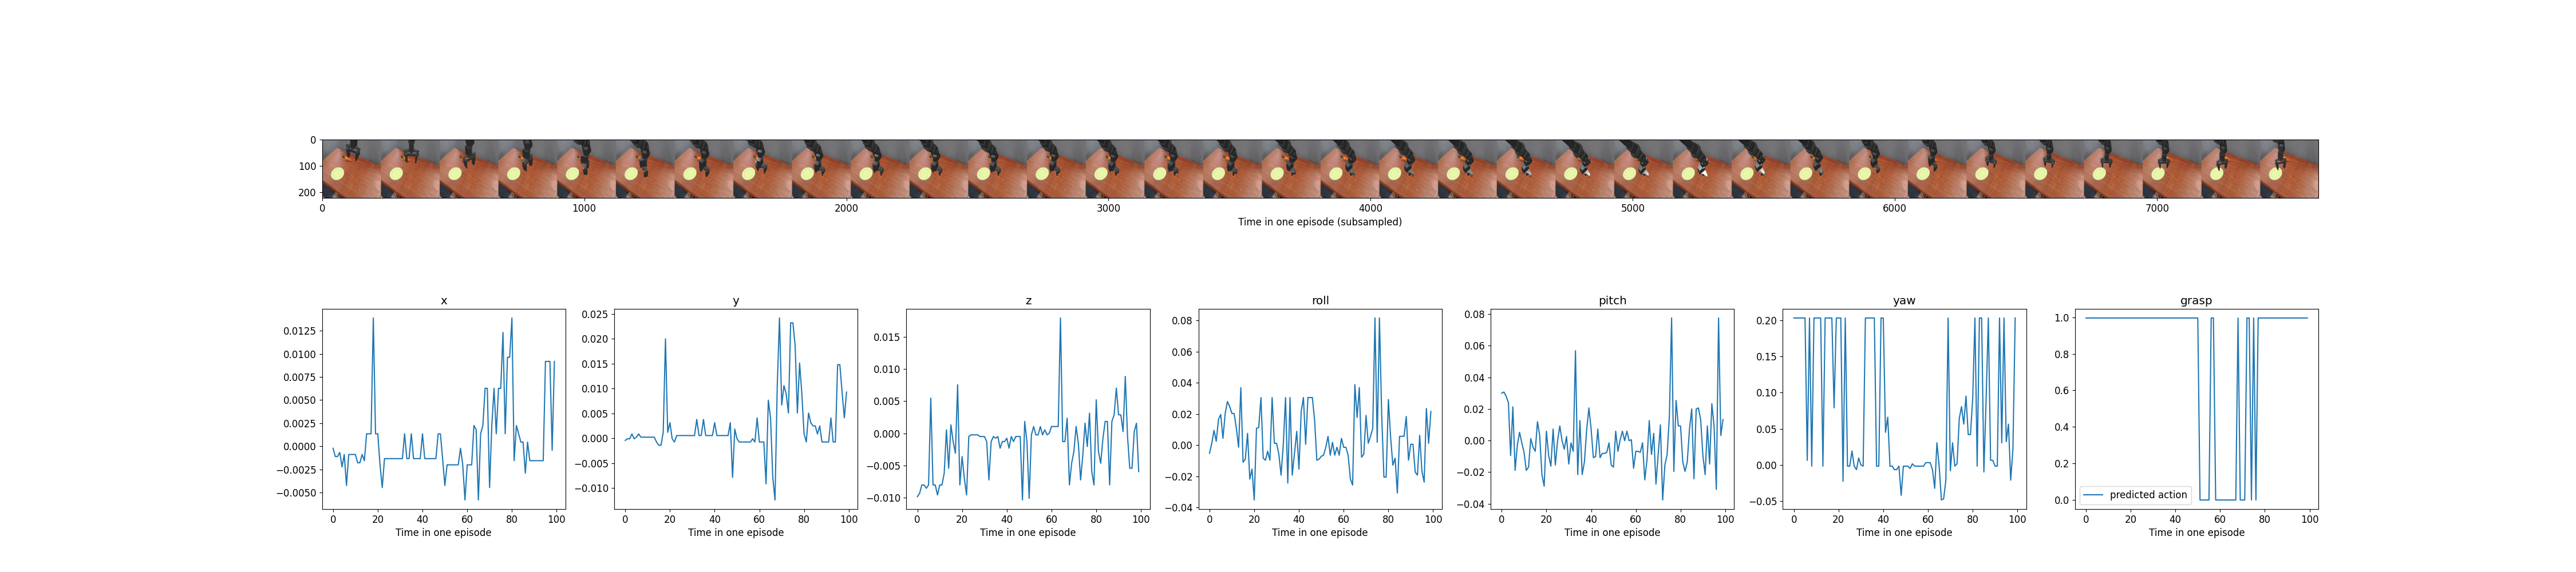 0
100
200
0 1000 2000 3000 4000 5000 6000 7000
Time in one episode (subsampled)
x
0.0125
0.0100
0.0075
0.0050
0.0025
0.0000
−0.0025
−0.0050
0 20 40 60 80 100
Time in one episode
y
0.025
0.020
0.015
0.010
0.005
0.000
−0.005
−0.010
0 20 40 60 80 100
Time in one episode
z
0.015
0.010
0.005
0.000
−0.005
−0.010
0 20 40 60 80 100
Time in one episode
roll
0.08
0.06
0.04
0.02
0.00
−0.02
−0.04
0 20 40 60 80 100
Time in one episode
pitch
0.08
0.06
0.04
0.02
0.00
−0.02
−0.04
0 20 40 60 80 100
Time in one episode
yaw
0.20
0.15
0.10
0.05
0.00
−0.05
0 20 40 60 80 100
Time in one episode
grasp
1.0
0.8
0.6
0.4
0.2
0.0
predicted action
0 20 40 60 80 100
Time in one episode